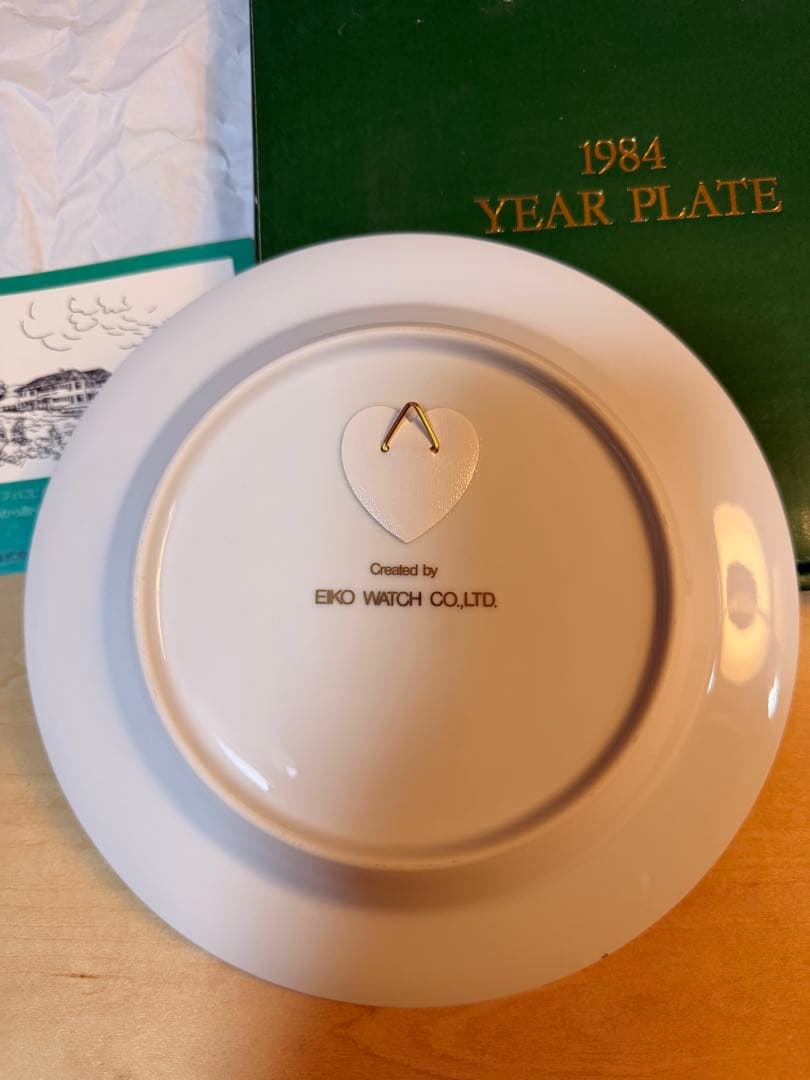 1984
YEAR PLATE
Created by
EIKO WATCH CO.,LTD.